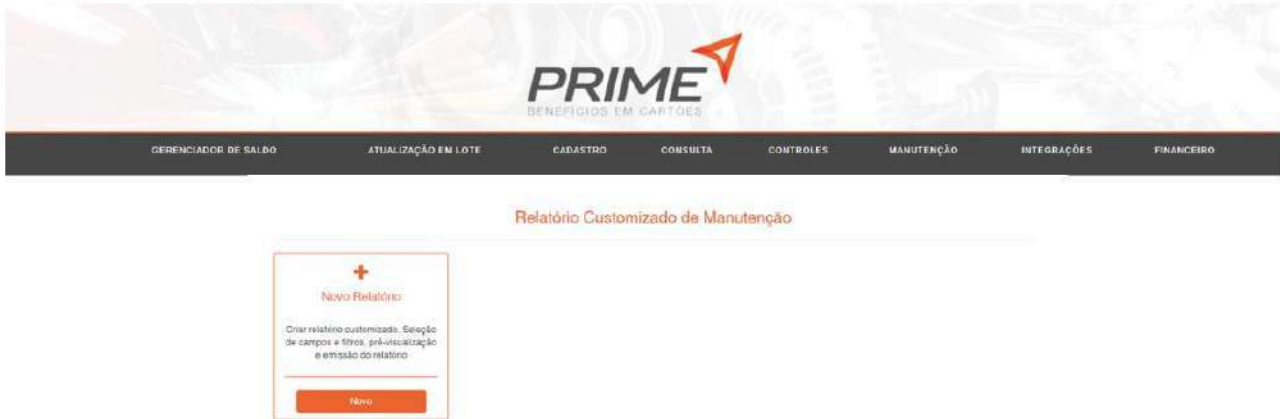 PRIME
BENEFÍCIOS EM CARTÕES
GERENCIADOR DE SALDO ATUALIZAÇÃO EM LOTE CADASTRO CONSULTA CONTROLES MANUTENÇÃO INTEGRAÇÕES FINANCEIRO
Relatório Customizado de Manutenção
Novo Relatório
Criar relatório customizado. Seleção
de campos e filtros, pré-visualização
e emissão do relatório
Novo